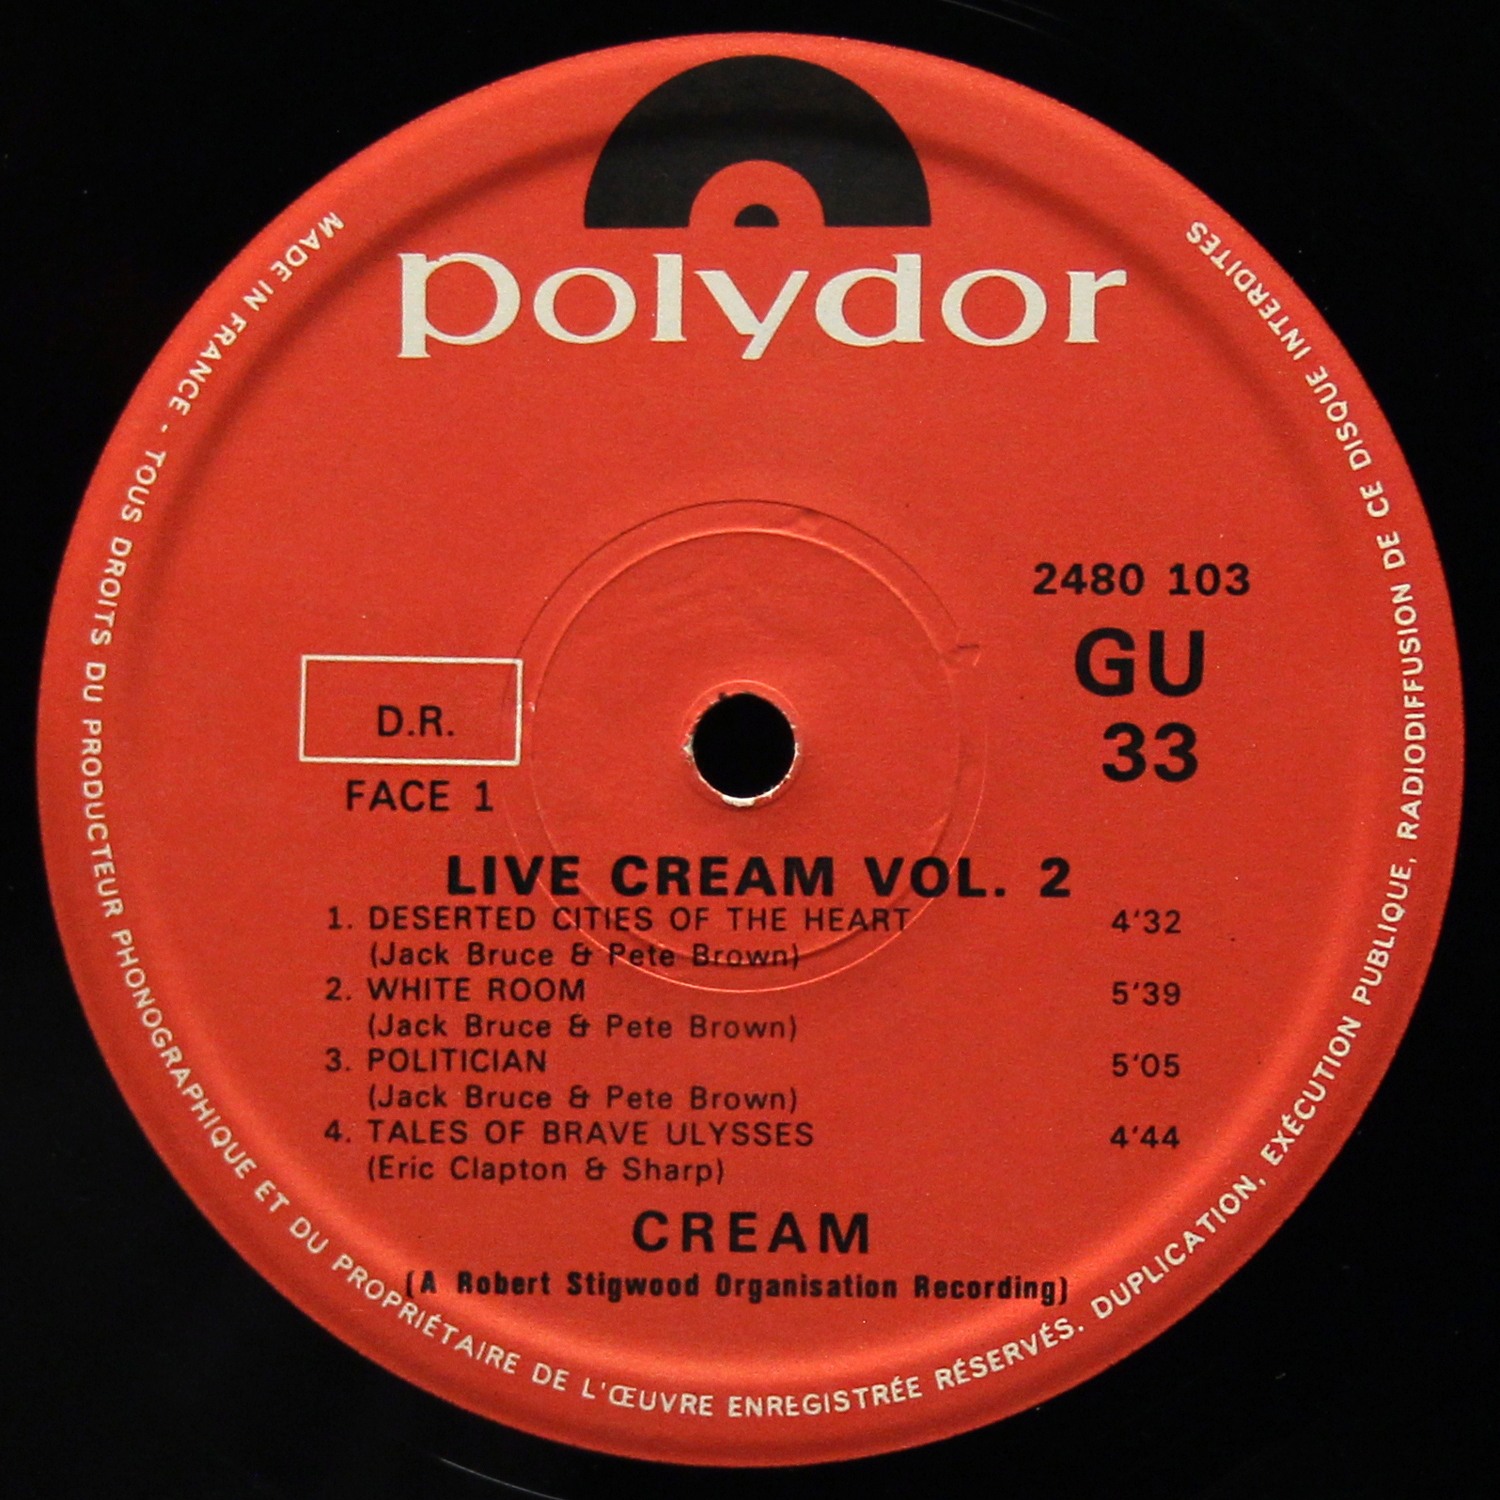 polydor
2480 103
GU
33
D.R.
FACE 1
LIVE CREAM VOL. 2
1. DESERTED CITIES OF THE HEART 4'32
(Jack Bruce & Pete Brown)
2. WHITE ROOM 5'39
(Jack Bruce & Pete Brown)
3. POLITICIAN 5'05
(Jack Bruce & Pete Brown)
4. TALES OF BRAVE ULYSSES 4'44
(Eric Clapton & Sharp)
CREAM
(A Robert Stigwood Organisation Recording)
MADE IN FRANCE - TOUS DROITS DU PRODUCTEUR PHONOGRAPHIQUE ET DU PROPRIÉTAIRE DE L'ŒUVRE ENREGISTRÉE RÉSERVÉS. DUPLICATION, EXÉCUTION PUBLIQUE, RADIODIFFUSION DE CE DISQUE INTERDITES